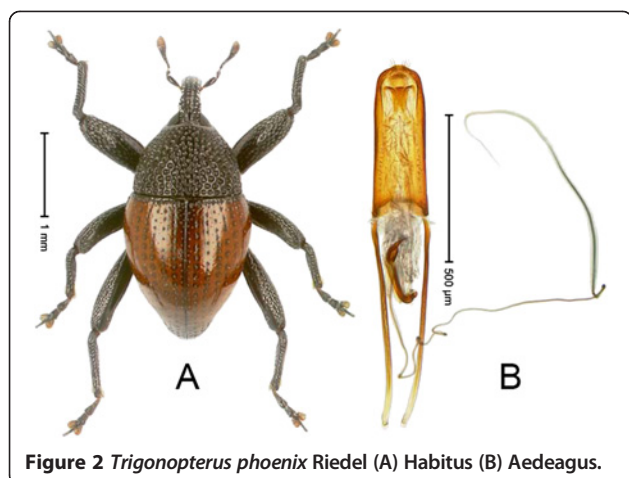 1 mm
A
500 µm
B
Figure 2 Trigonopterus phoenix Riedel (A) Habitus (B) Aedeagus.